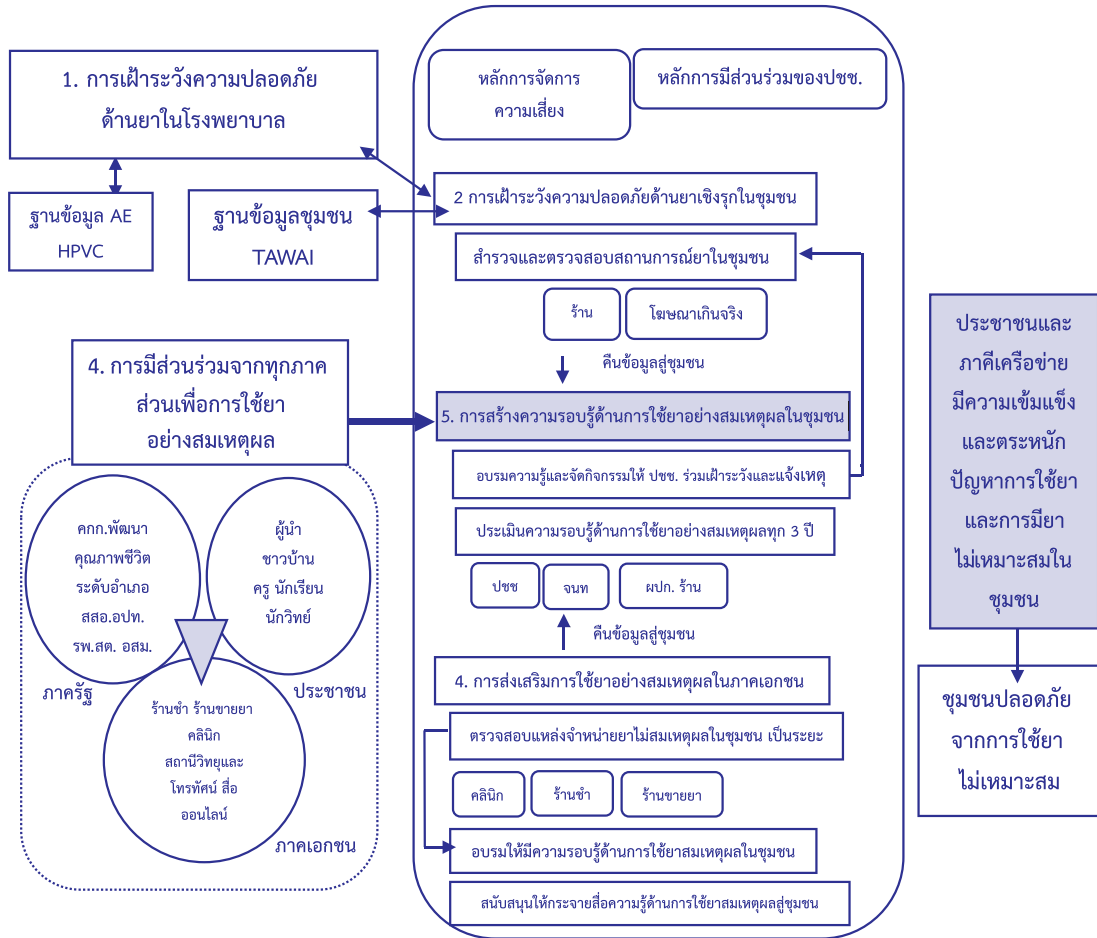 1. การเฝ้าระวังความปลอดภัย
ด้านยาในโรงพยาบาล
ฐานข้อมูล AE
HPVC
ฐานข้อมูลชุมชน
TAWAI
4. การมีส่วนร่วมจากทุกภาค
ส่วนเพื่อการใช้ยา
อย่างสมเหตุผล
คกก.พัฒนา
คุณภาพชีวิต
ระดับอำเภอ
สสอ.อปท.
รพ.สต. อสม.
ภาครัฐ
ผู้นำ
ชาวบ้าน
ครู นักเรียน
นักวิทย์
ประชาชน
ร้านชำ ร้านขายยา
คลินิก
สถานีวิทยุและ
โทรทัศน์ สื่อ
ออนไลน์
ภาคเอกชน
หลักการจัดการ
ความเสี่ยง
หลักการมีส่วนร่วมของปชช.
2 การเฝ้าระวังความปลอดภัยด้านยาเชิงรุกในชุมชน
สำรวจและตรวจสอบสถานการณ์ยาในชุมชน
ร้าน
โฆษณาเกินจริง
คืนข้อมูลสู่ชุมชน
5. การสร้างความรอบรู้ด้านการใช้ยาอย่างสมเหตุผลในชุมชน
อบรมความรู้และจัดกิจกรรมให้ ปชช. ร่วมเฝ้าระวังและแจ้งเหตุ
ประเมินความรอบรู้ด้านการใช้ยาอย่างสมเหตุผลทุก 3 ปี
ปชช
จนท
ผปก. ร้าน
คืนข้อมูลสู่ชุมชน
4. การส่งเสริมการใช้อย่างสมเหตุผลในภาคเอกชน
ตรวจสอบแหล่งจำหน่ายยาไม่สมเหตุผลในชุมชน เป็นระยะ
คลินิก
ร้านชำ
ร้านขายยา
อบรมให้มีความรอบรู้ด้านการใช้ยาสมเหตุผลในชุมชน
สนับสนุนให้กระจายสื่อความรู้ด้านการใช้ยาสมเหตุผลสู่ชุมชน
ประชาชนและ
ภาคีเครือข่าย
มีความเข้มแข็ง
และตระหนัก
ปัญหาการใช้ยา
และการมียา
ไม่เหมาะสมใน
ชุมชน
ชุมชนปลอดภัย
จากการใช้ยา
ไม่เหมาะสม